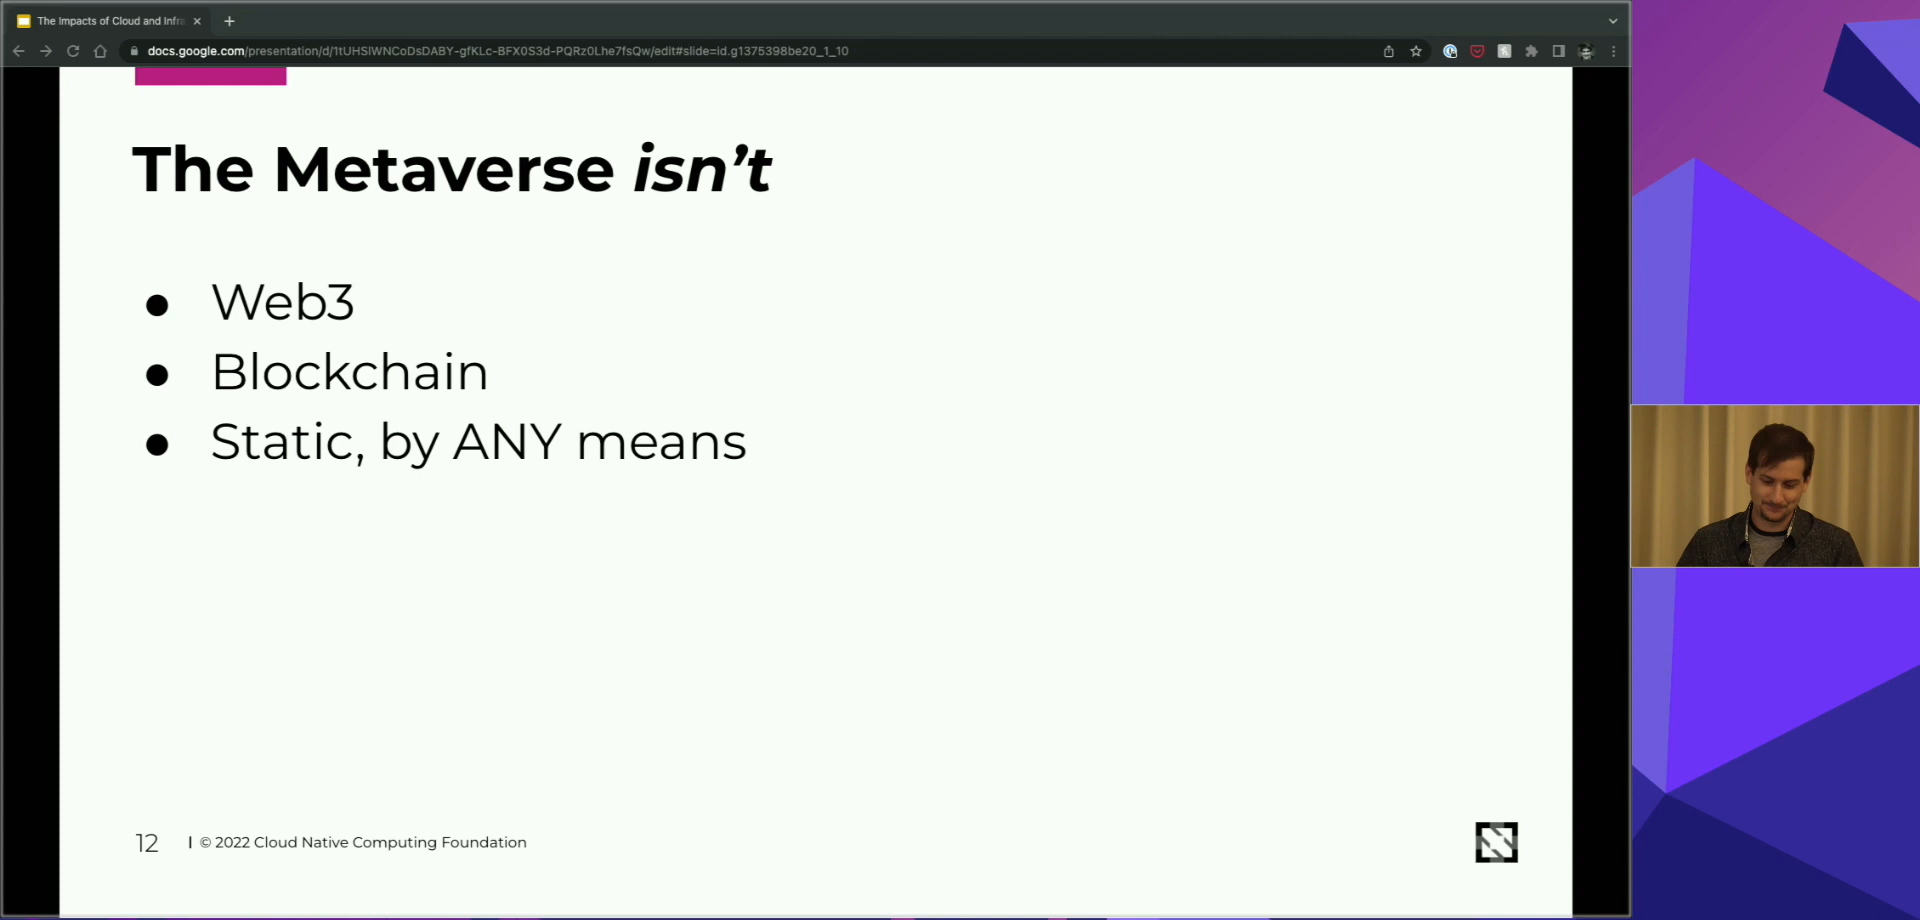 The Impacts of Cloud and Infra
docs.google.com/presentation/d/1tUHSIWNCoDsDABY-gfKLc-BFX0S3d-PQRz0Lhe7fsQw/edit#slide=id.g1375398be20_1_10
The Metaverse isn't
● Web3
● Blockchain
● Static, by ANY means
12 | © 2022 Cloud Native Computing Foundation